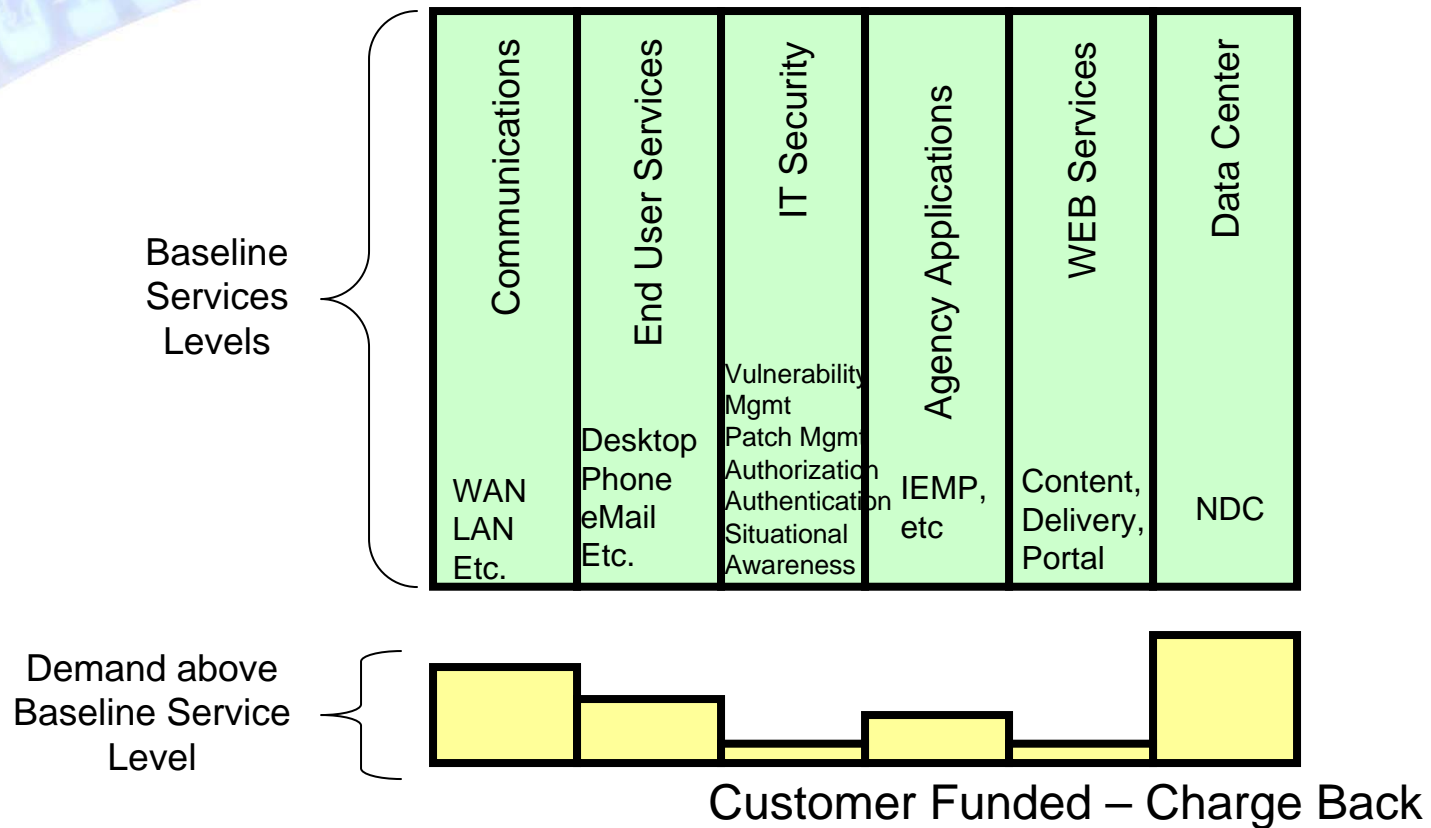 Baseline
Services
Levels
Communications
WAN
LAN
Etc.
End User Services
Desktop
Phone
eMail
Etc.
IT Security
Vulnerability
Mgmt
Patch Mgmt
Authorization
Authentication
Situational
Awareness
Agency Applications
IEMP,
etc
WEB Services
Content,
Delivery,
Portal
Data Center
NDC
Demand above
Baseline Service
Level
Customer Funded – Charge Back